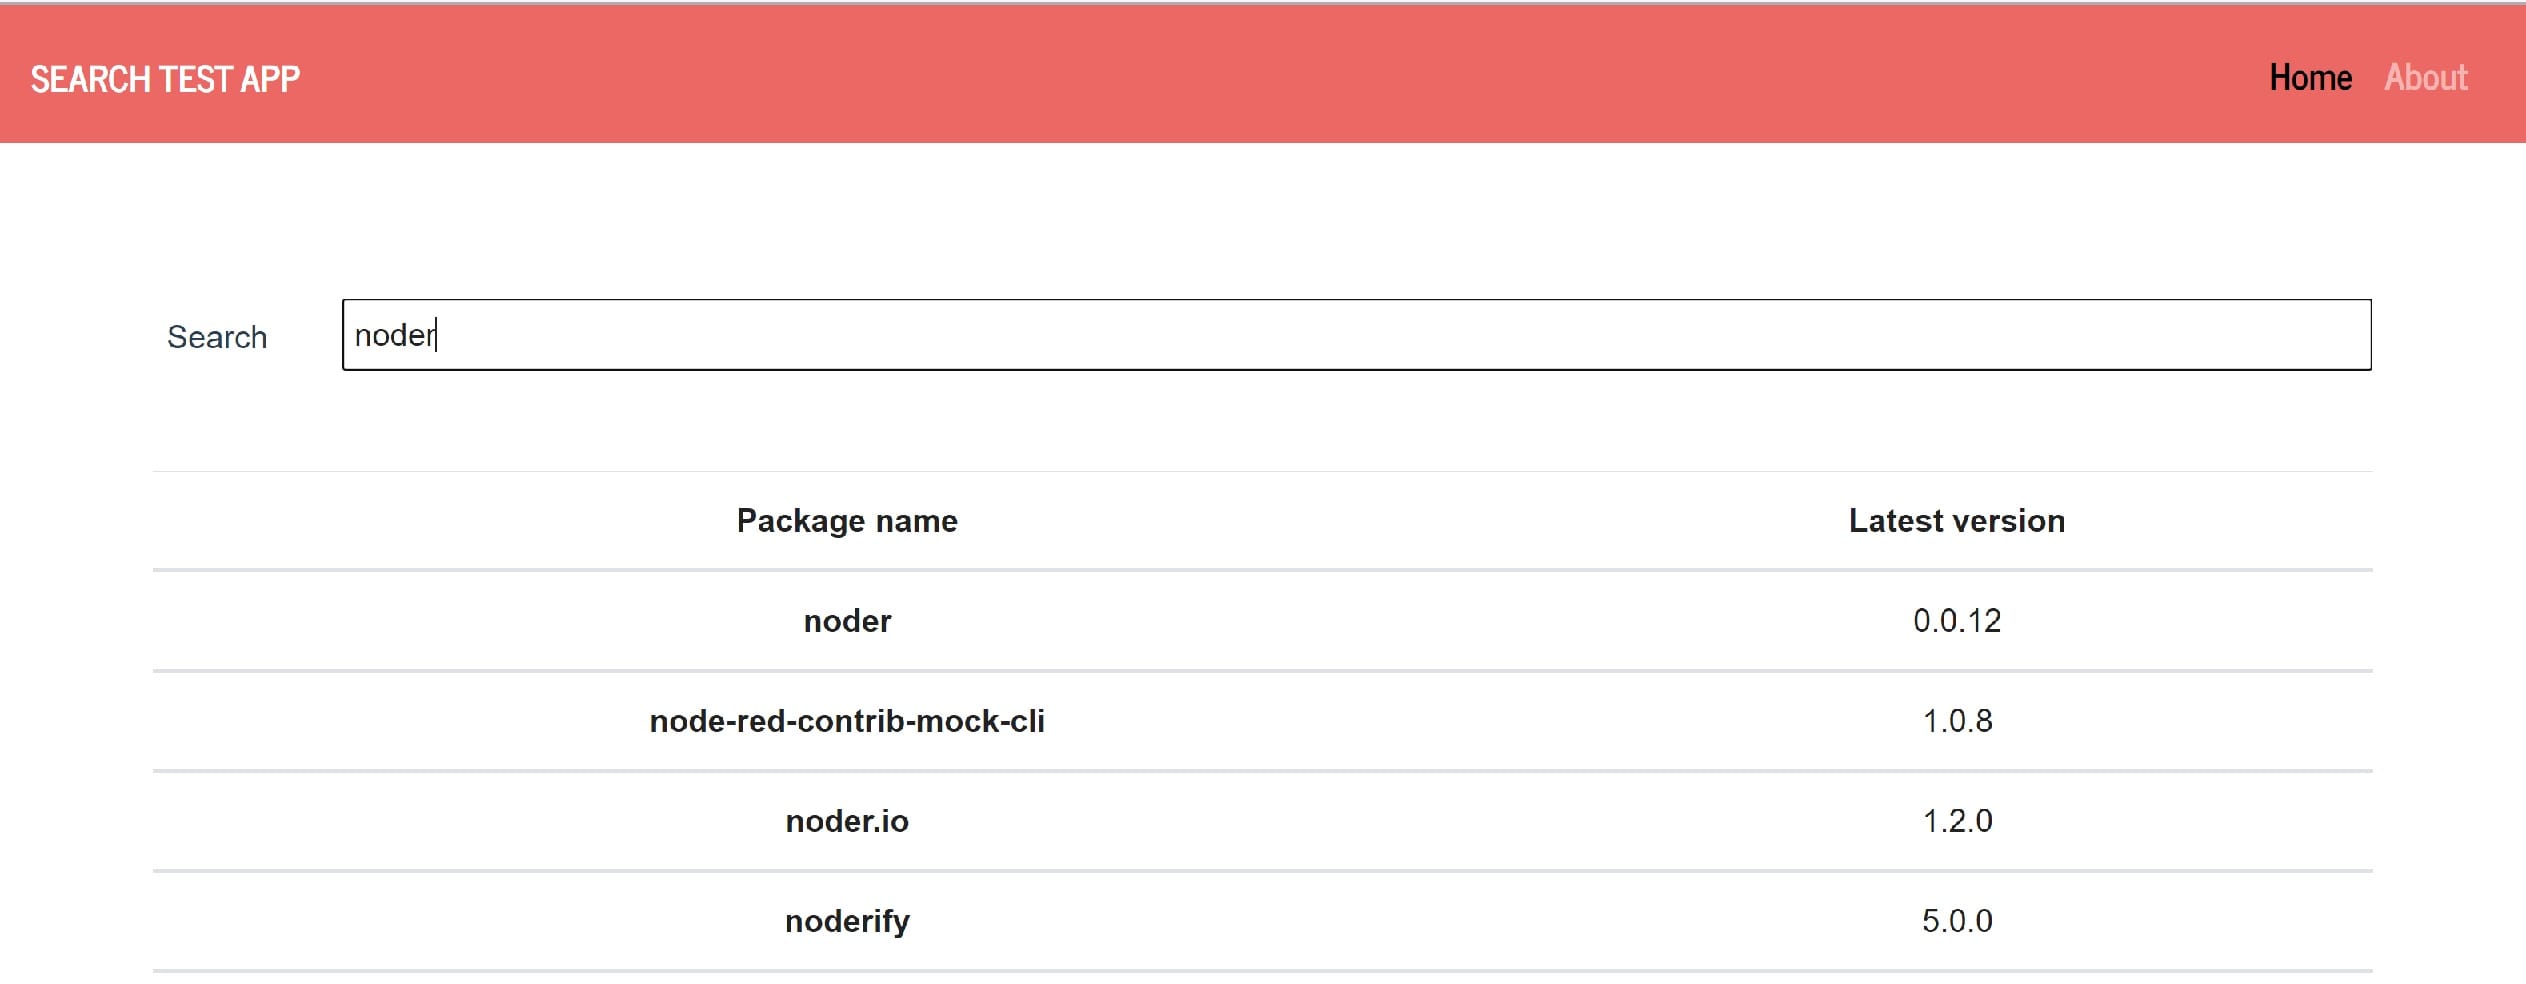 SEARCH TEST APP Home About
Search noder
Package name Latest version
noder 0.0.12
node-red-contrib-mock-cli 1.0.8
noder.io 1.2.0
noderify 5.0.0